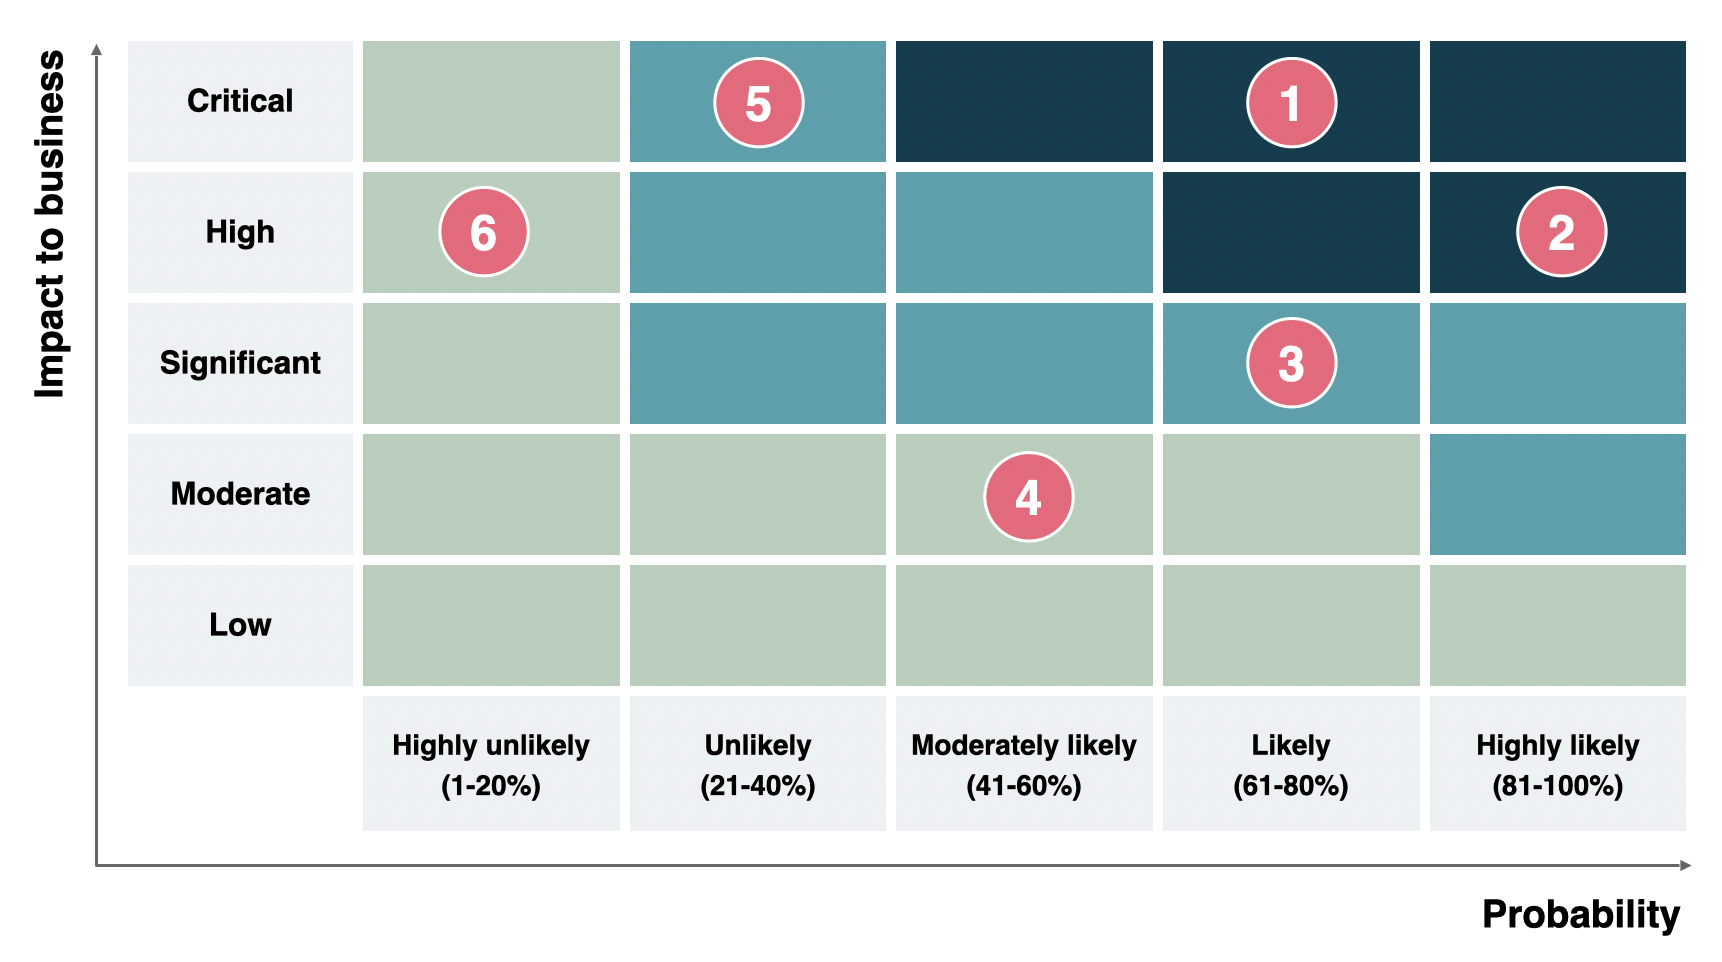 Impact to business
Critical
5
1
High
6
2
Significant
3
Moderate
4
Low
Highly unlikely
(1-20%)
Unlikely
(21-40%)
Moderately likely
(41-60%)
Likely
(61-80%)
Highly likely
(81-100%)
Probability